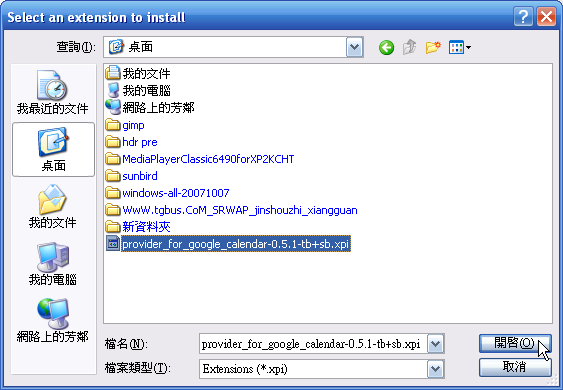 Select an extension to install
查詢(I):
桌面
我最近的文件
桌面
我的文件
我的電腦
網路上的芳鄰
我的文件
我的電腦
網路上的芳鄰
gimp
hdr pre
MediaPlayerClassic6490forXP2KCHT
sunbird
windows-all-20071007
WwW.tgbus.CoM_SRWAP_jinshouzhi_xiangguan
新資料夾
provider_for_google_calendar-0.5.1-tb+sb.xpi
檔名(N):
provider_for_google_calendar-0.5.1-tb+sb.xpi
開啟(O)
檔案類型(T):
Extensions (*.xpi)
取消